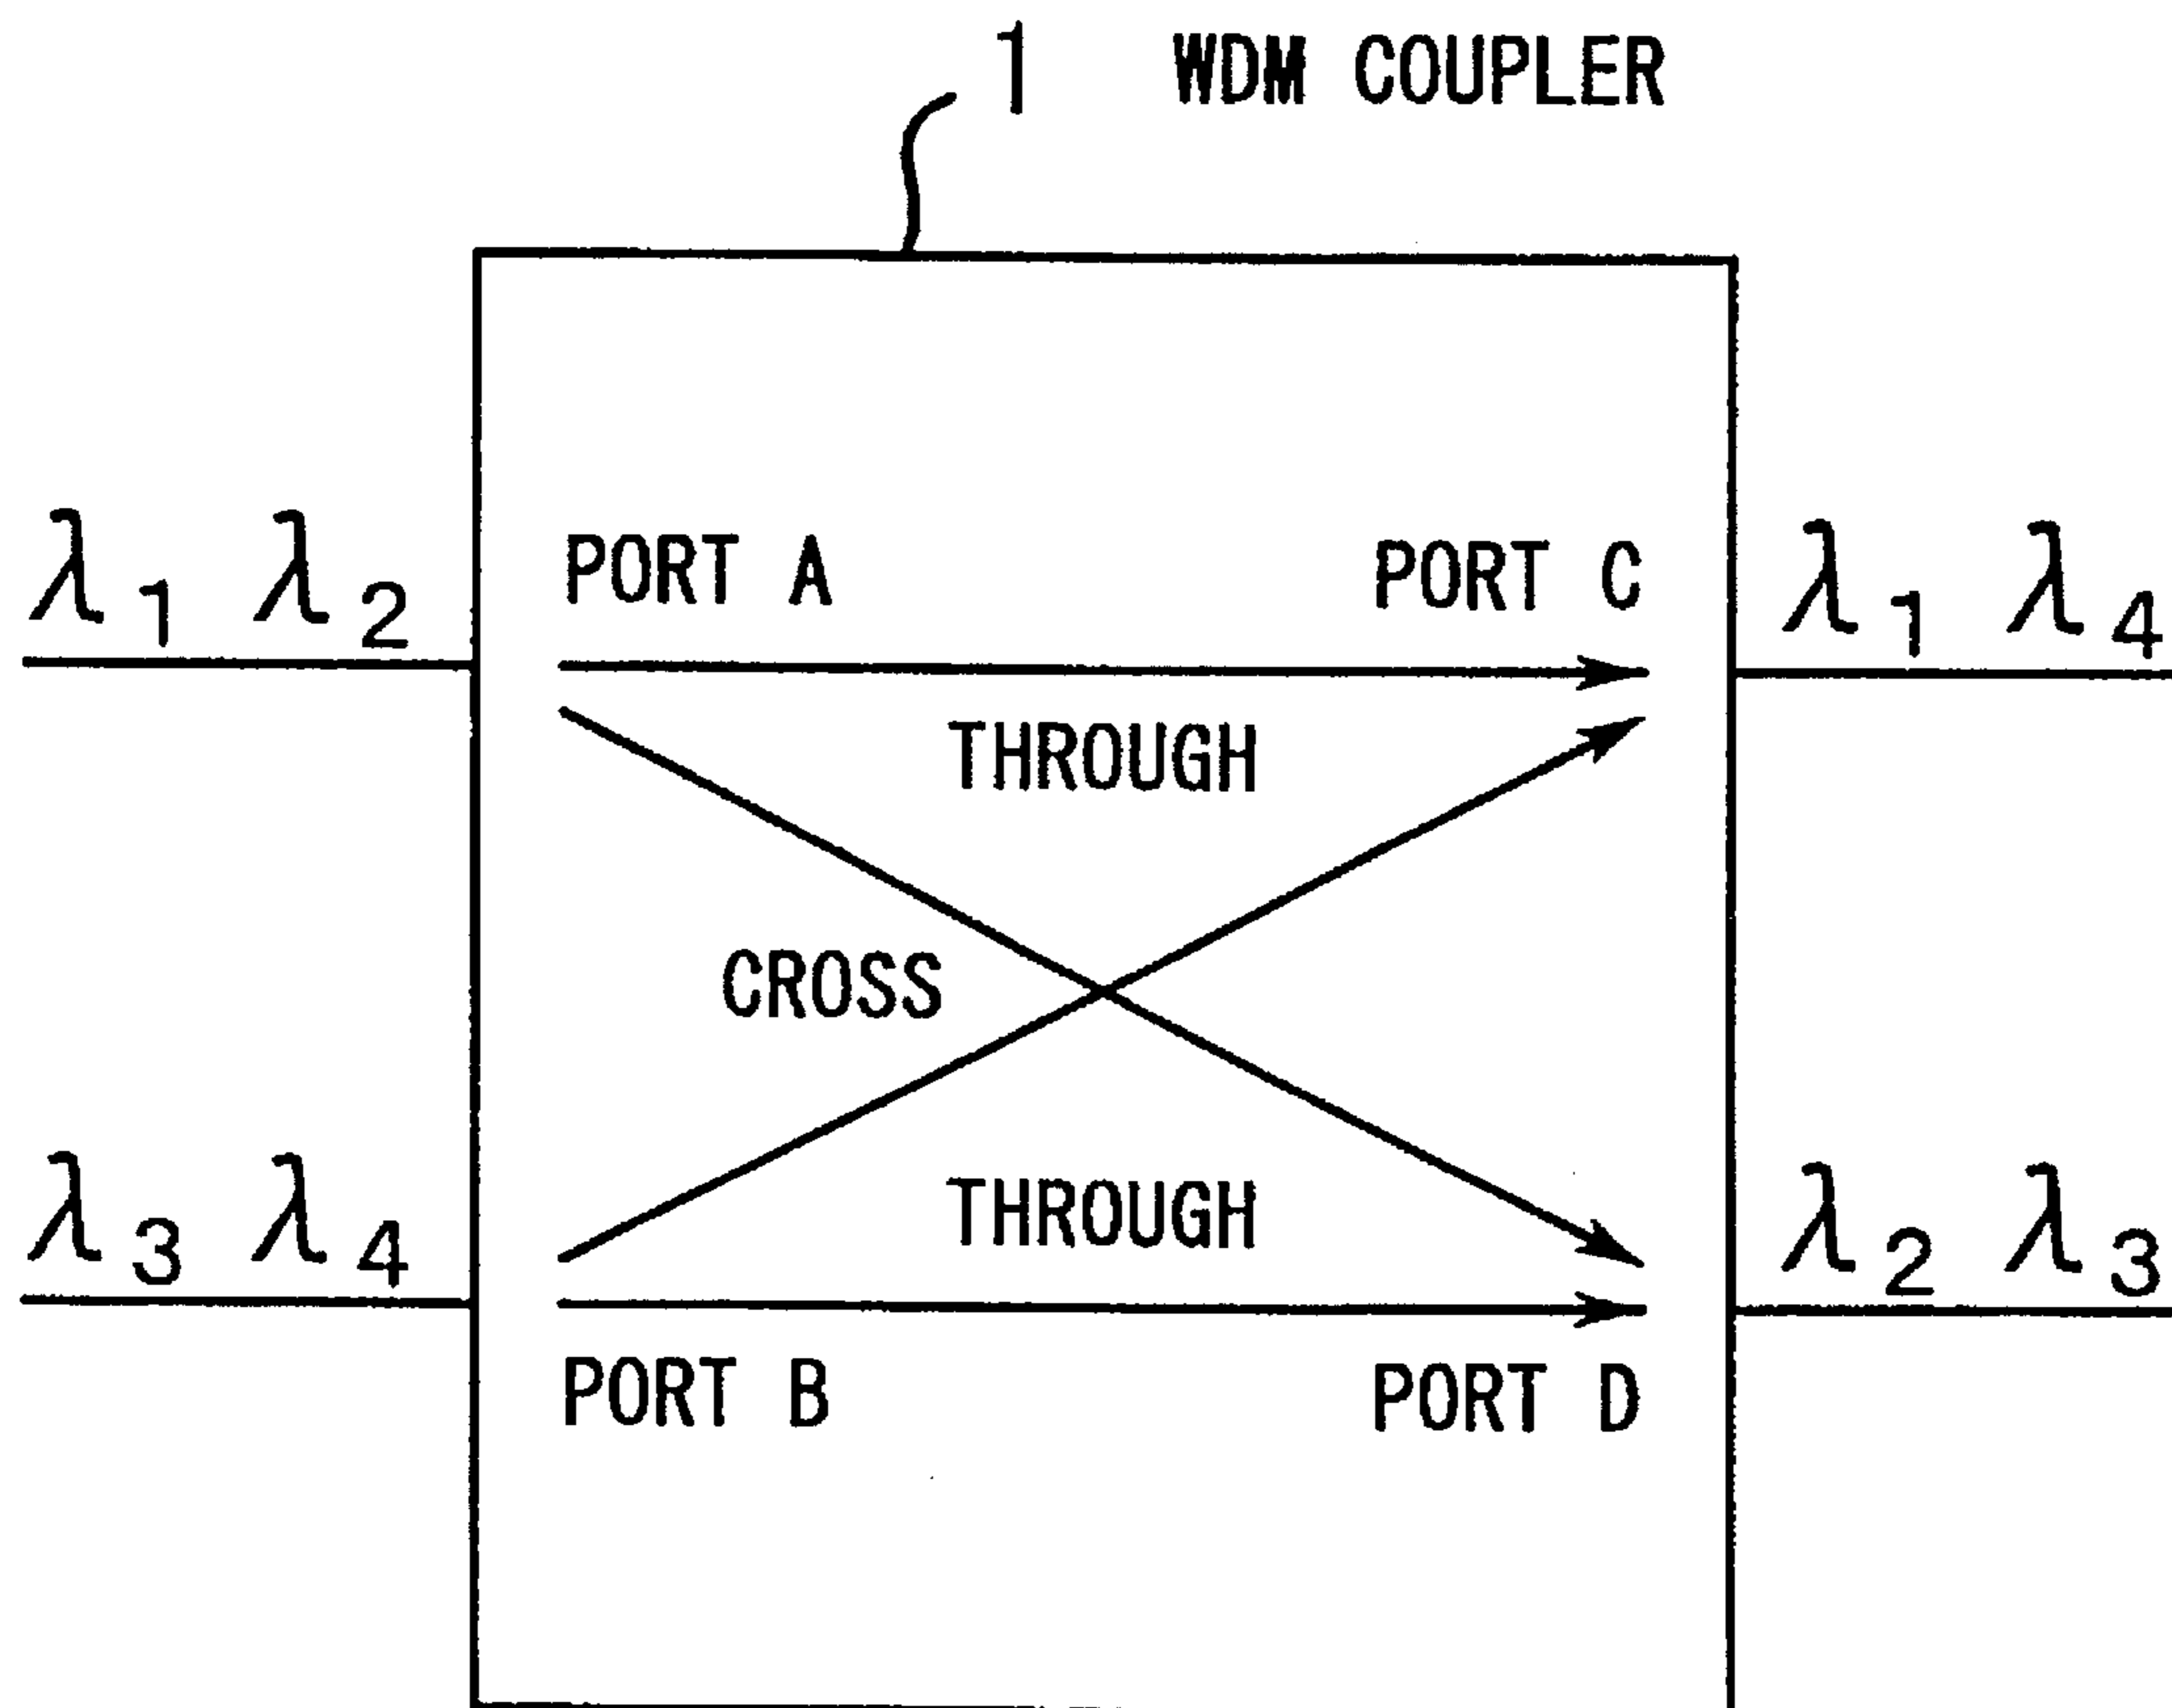 1 WDM COUPLER
λ1 λ2
PORT A
PORT C
λ1 λ4
THROUGH
CROSS
λ3 λ4
THROUGH
λ2 λ3
PORT B
PORT D